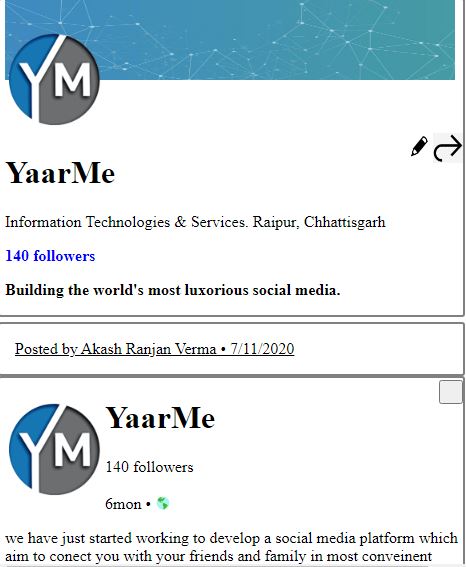 YM
YaarMe
Information Technologies & Services. Raipur, Chhattisgarh
140 followers
Building the world's most luxorious social media.
Posted by Akash Ranjan Verma • 7/11/2020
YM
YaarMe
140 followers
6mon •
we have just started working to develop a social media platform which
aim to conect you with your friends and family in most conveinent